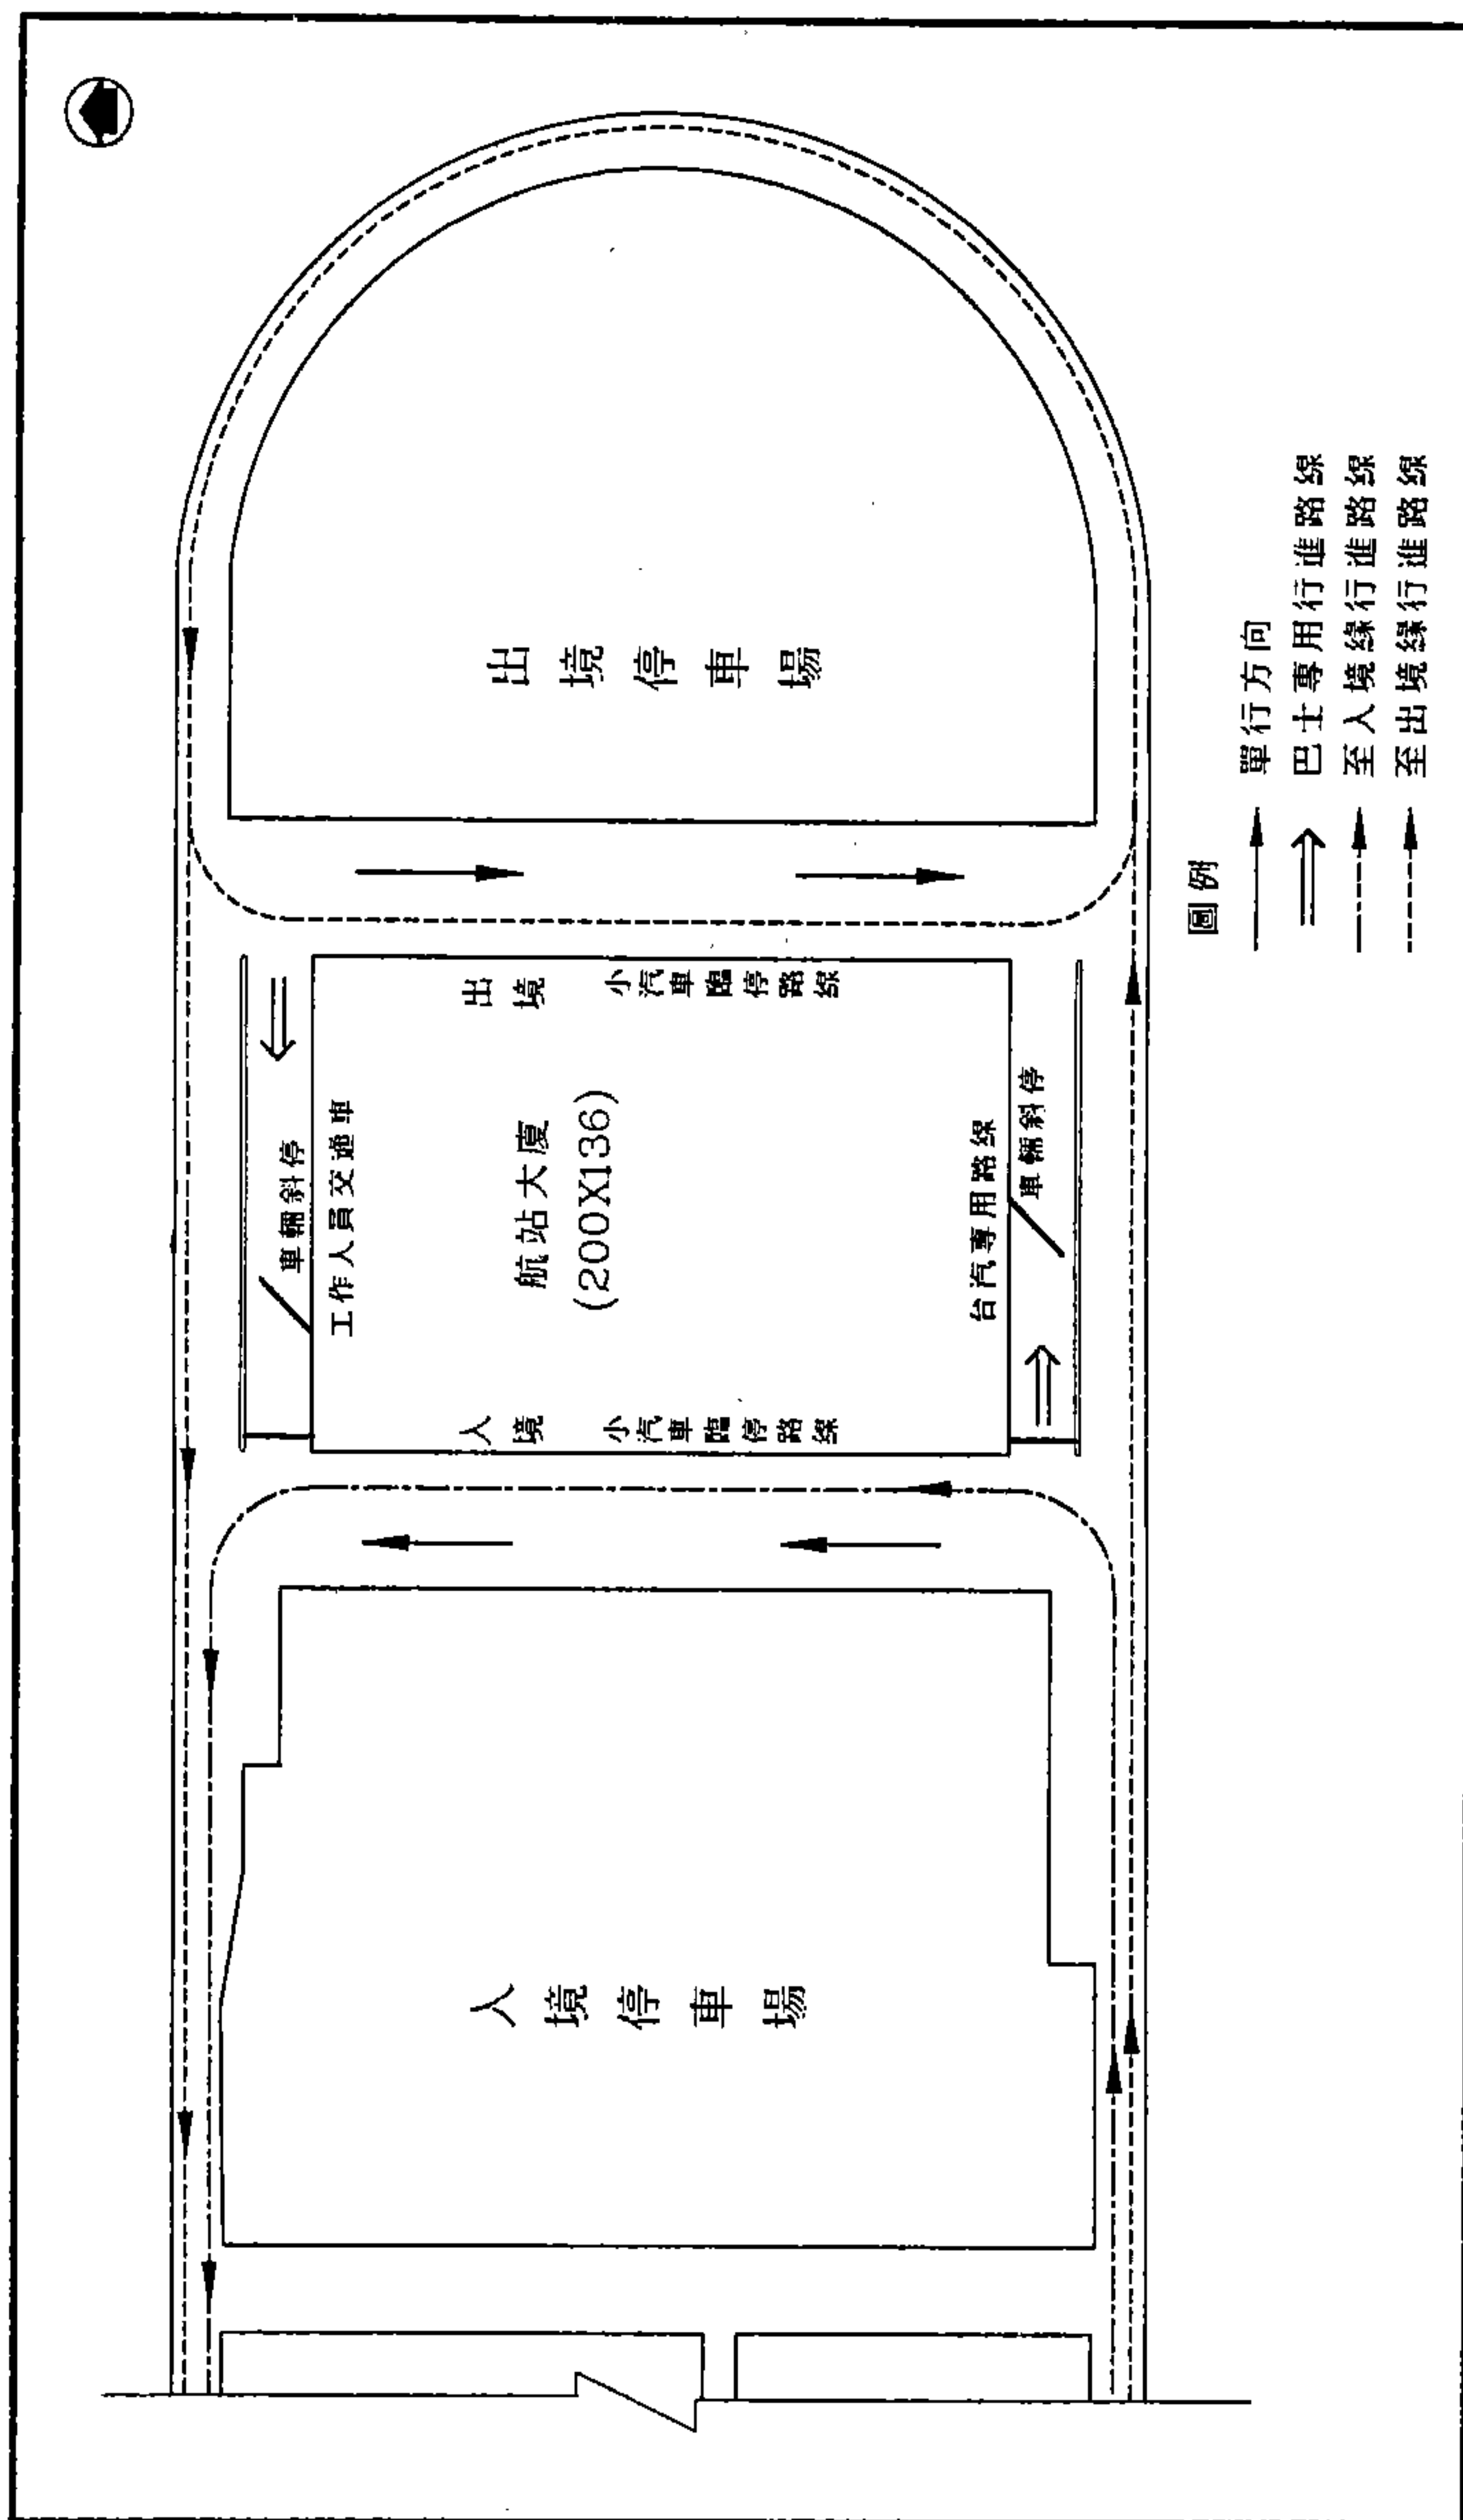 出境停車場
出境 小汽車臨停路線
車輛斜停
工作人員交通車
航站大廈
(200X136)
台汽專用路線
車輛斜停
入境 小汽車臨停路線
入境停車場
圖例
單行方向
巴士專用行進路線
至入境緣行進路線
至出境緣行進路線